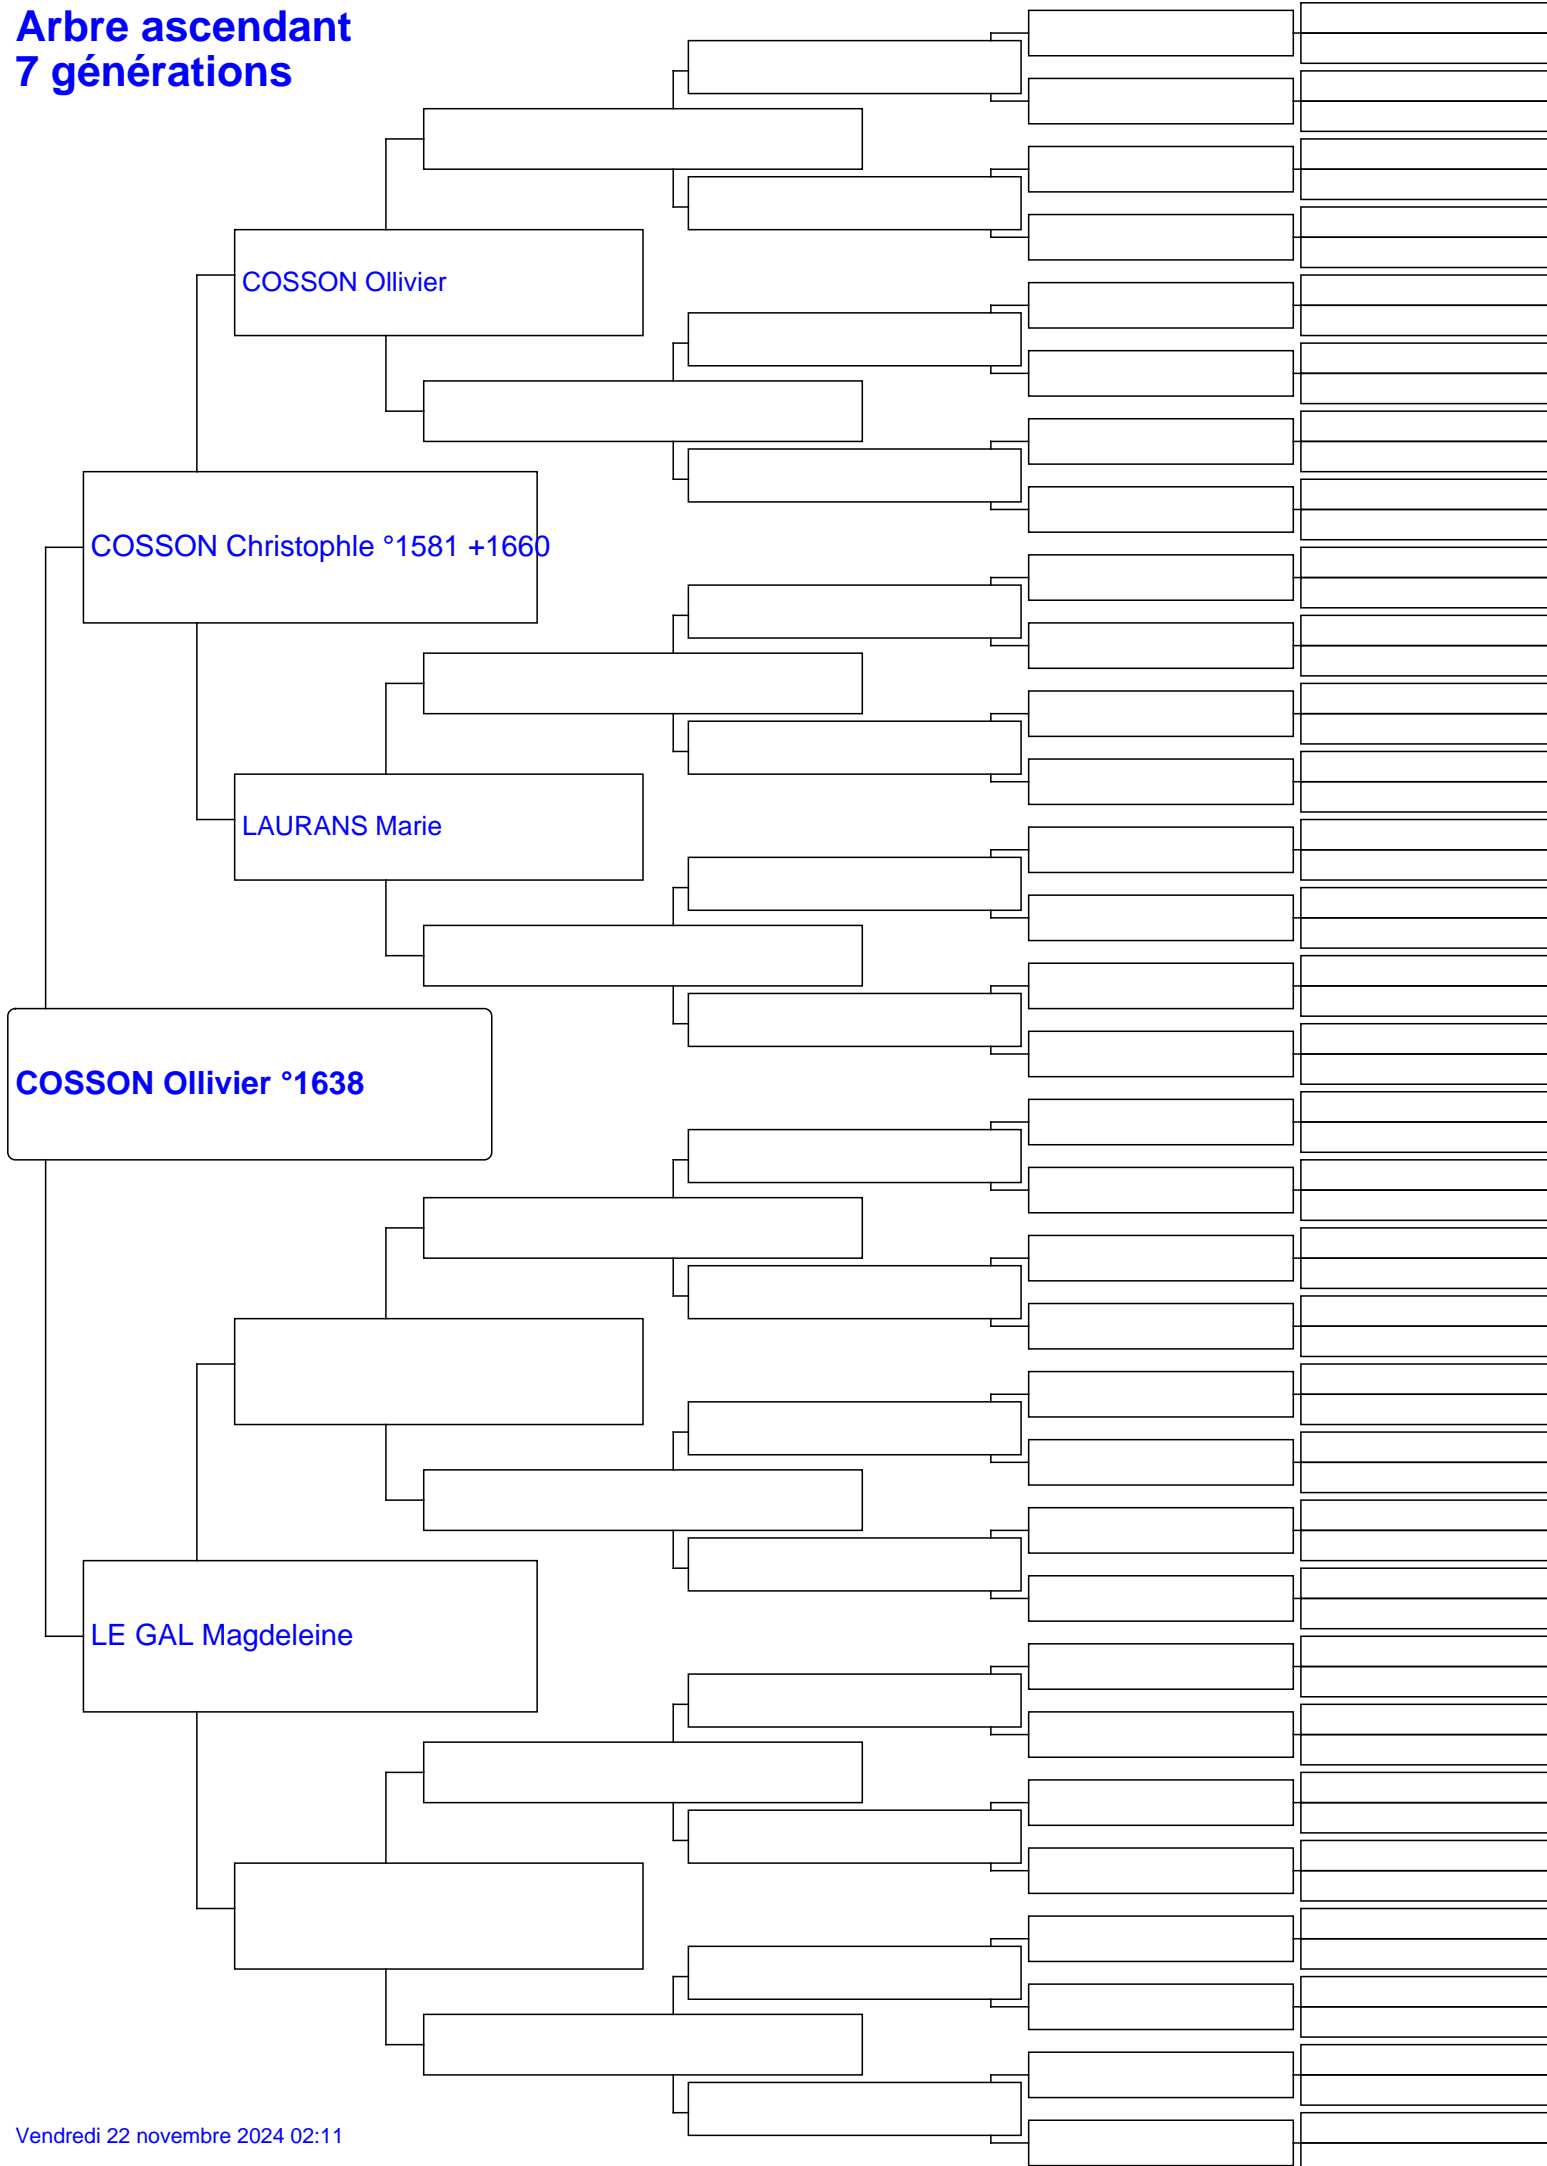 Arbre ascendant
7 générations
COSSON Ollivier
COSSON Christophle °1581 +1660
LAURANS Marie
COSSON Ollivier °1638
LE GAL Magdeleine
Vendredi 22 novembre 2024 02:11